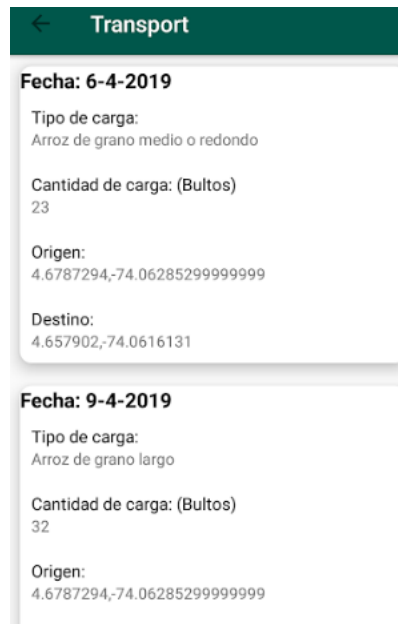 Transport
Fecha: 6-4-2019
Tipo de carga:
Arroz de grano medio o redondo
Cantidad de carga: (Bultos)
23
Origen:
4.6787294,-74.06285299999999
Destino:
4.657902,-74.0616131
Fecha: 9-4-2019
Tipo de carga:
Arroz de grano largo
Cantidad de carga: (Bultos)
32
Origen:
4.6787294,-74.06285299999999